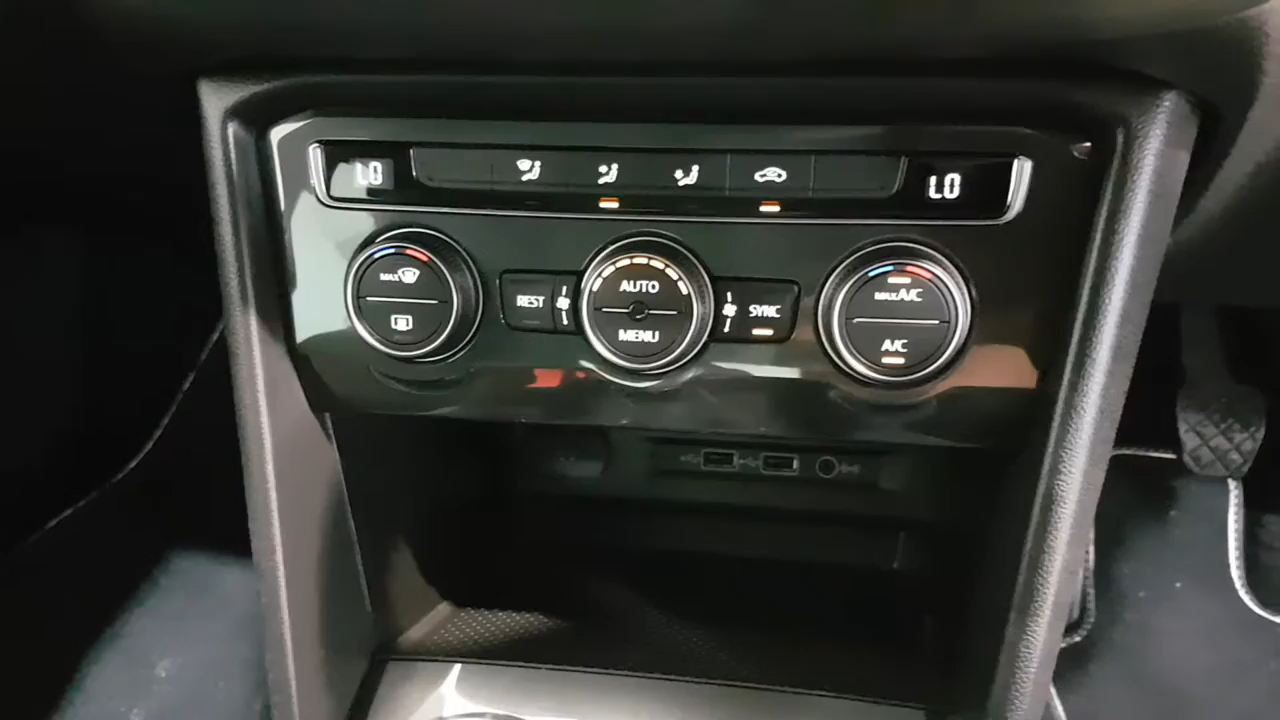 LO
LO
MAX
REST
AUTO
MENU
SYNC
MAX A/C
A/C